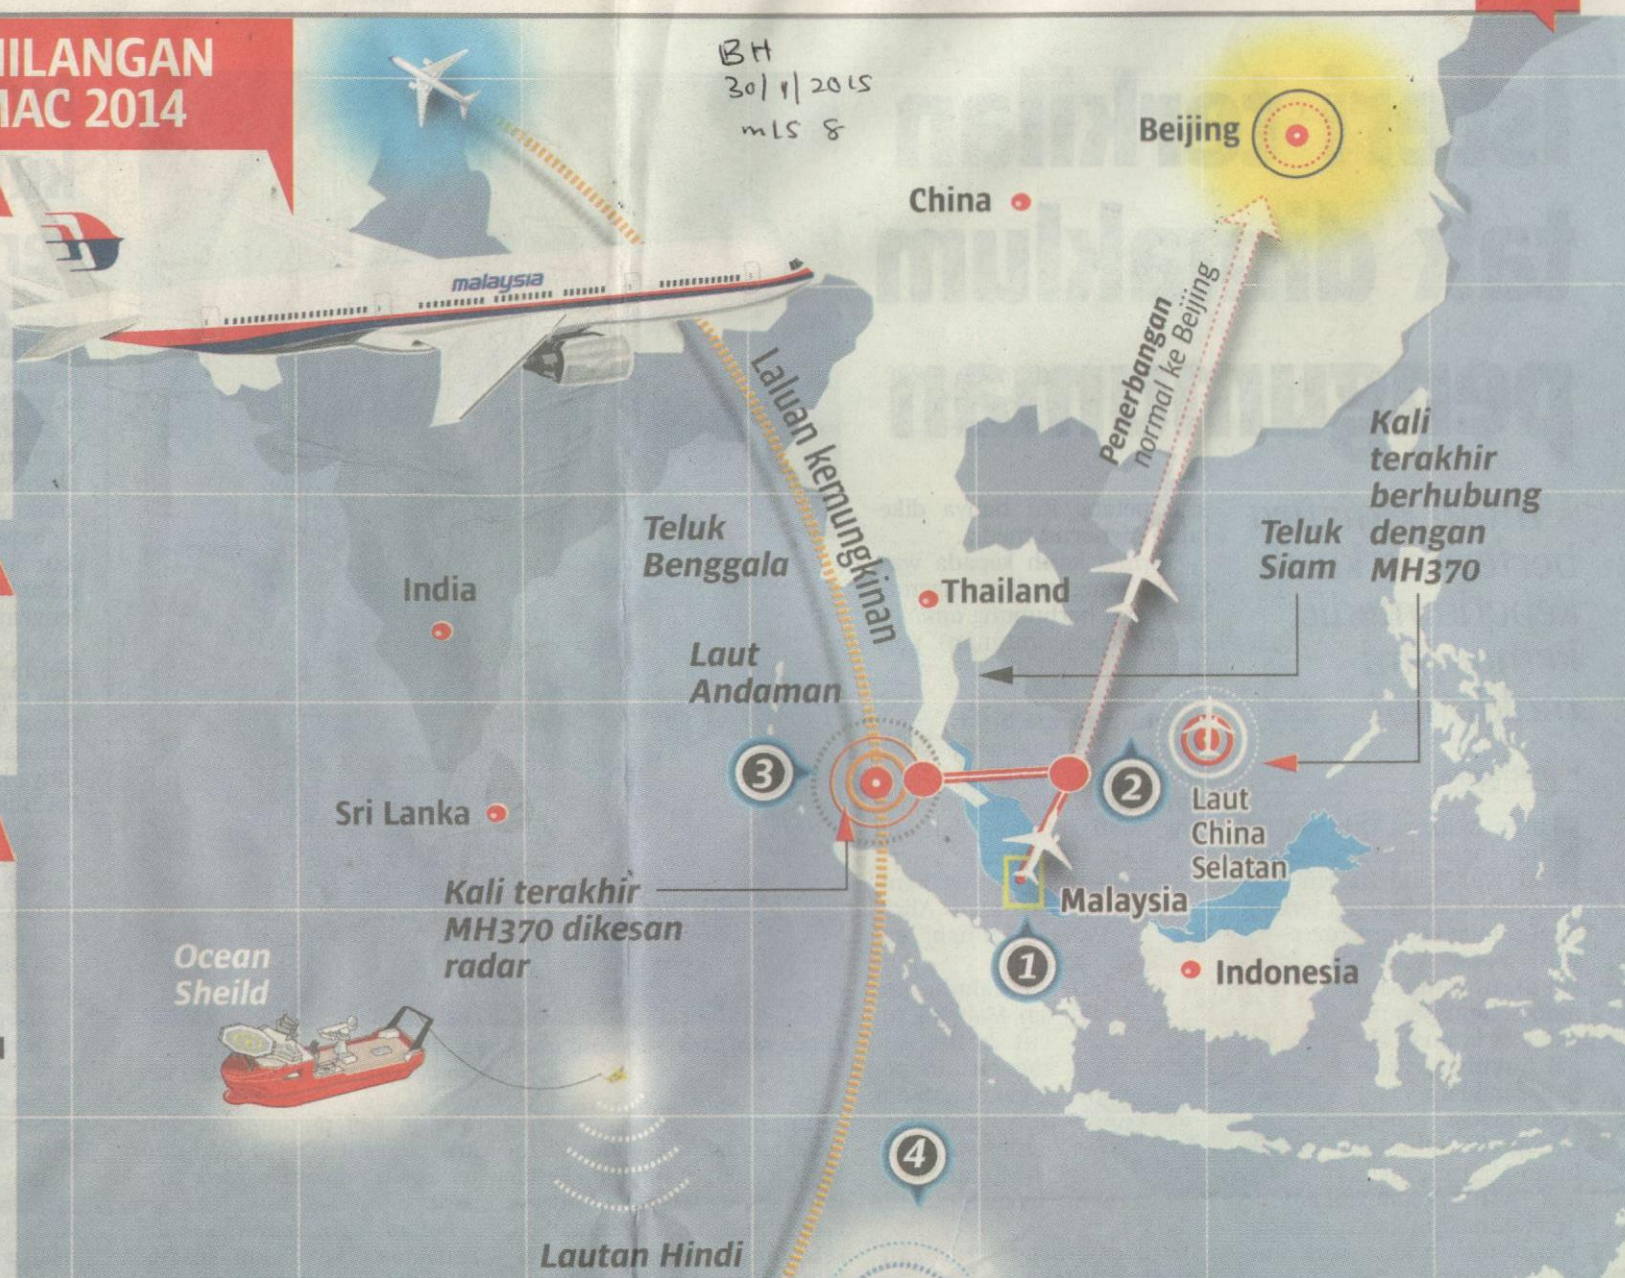 HILANGAN
MAC 2014
BH
30/1/2015
mLS 8
Beijing
China
malaysia
Penerbangan
normal ke Beijing
Laluan kemungkinan
Kali
terakhir
berhubung
dengan
MH370
Teluk
Siam
Teluk
Benggala
India
Thailand
Laut
Andaman
3
2
Laut
China
Selatan
Sri Lanka
Kali terakhir
MH370 dikesan
radar
Malaysia
1
Indonesia
Ocean
Sheild
4
Lautan Hindi